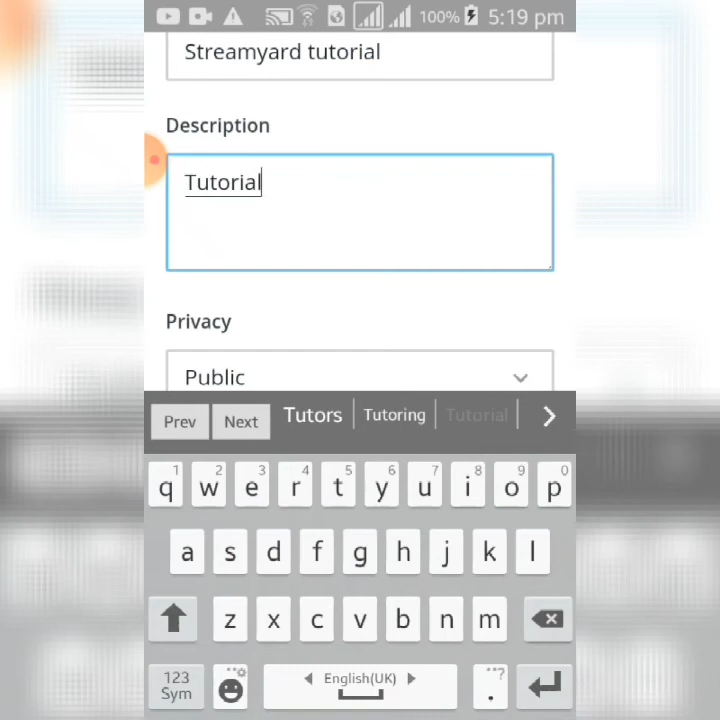 100% 5:19 pm
Streamyard tutorial
Description
Tutorial
Privacy
Public
Prev Next Tutors Tutoring Tutorial
1 2 3 4 5 6 7 8 9 0
q w e r t y u i o p
a s d f g h j k l
z x c v b n m
123
Sym
English(UK)
. ?